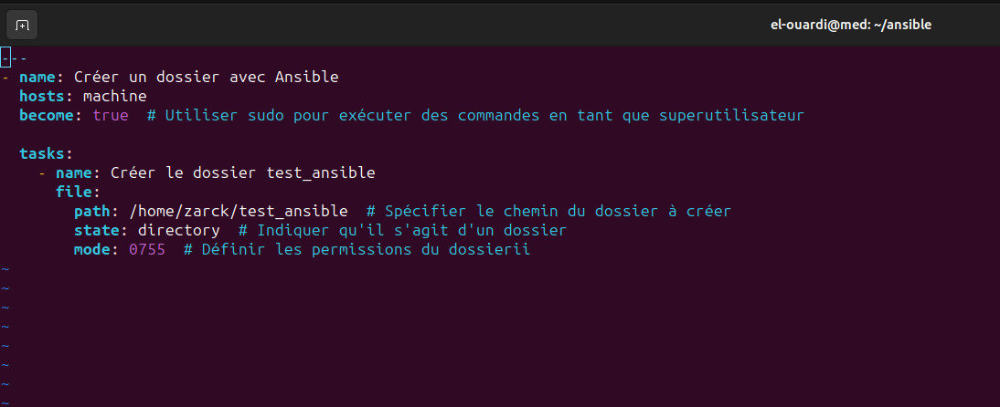 el-ouardi@med: ~/ansible
---
- name: Créer un dossier avec Ansible
  hosts: machine
  become: true  # Utiliser sudo pour exécuter des commandes en tant que superutilisateur

  tasks:
    - name: Créer le dossier test_ansible
      file:
        path: /home/zarck/test_ansible  # Spécifier le chemin du dossier à créer
        state: directory  # Indiquer qu'il s'agit d'un dossier
        mode: 0755  # Définir les permissions du dossierii
~
~
~
~
~
~
~
~